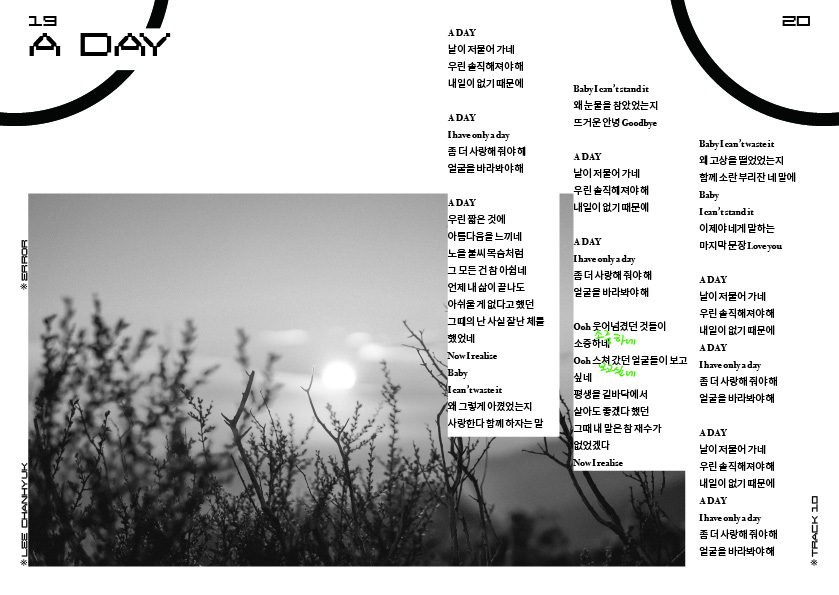 19
A DAY
20
A DAY
날이 저물어 가네
우린 솔직해져야 해
내일이 없기 때문에
A DAY
I have only a day
좀 더 사랑해 줘야 해
얼굴을 바라봐야 해
A DAY
우린 짧은 것에
아름다움을 느끼네
노을 불씨 목숨처럼
그 모든 건 참 아쉽네
언제 내 삶이 끝나도
아쉬울 게 없다고 했던
그때의 난 사실 잘난 체를
했었네
Now I realise
Baby
I can't waste it
왜 그렇게 아꼈었는지
사랑한다 함께 하자는 말
Baby I can't stand it
왜 눈물을 참았었는지
뜨거운 안녕 Goodbye
A DAY
날이 저물어 가네
우린 솔직해져야 해
내일이 없기 때문에
A DAY
I have only a day
좀 더 사랑해 줘야 해
얼굴을 바라봐야 해
Ooh 웃어넘겼던 것들이
소중하네
소중하네
Ooh 스쳐 갔던 얼굴들이 보고
싶네
보고싶네
평생을 길바닥에서
살아도 좋겠다 했던
그때 내 말은 참 재수가
없었겠다
Now I realise
Baby I can't waste it
왜 고상을 떨었었는지
함께 소란 부리잔 네 말에
Baby
I can't stand it
이제야 네게 말하는
마지막 문장 Love you
A DAY
날이 저물어 가네
우린 솔직해져야 해
내일이 없기 때문에
A DAY
I have only a day
좀 더 사랑해 줘야 해
얼굴을 바라봐야 해
A DAY
날이 저물어 가네
우린 솔직해져야 해
내일이 없기 때문에
A DAY
I have only a day
좀 더 사랑해 줘야 해
얼굴을 바라봐야 해
※ERROR
※LEE CHANHYUK
※TRACK 10